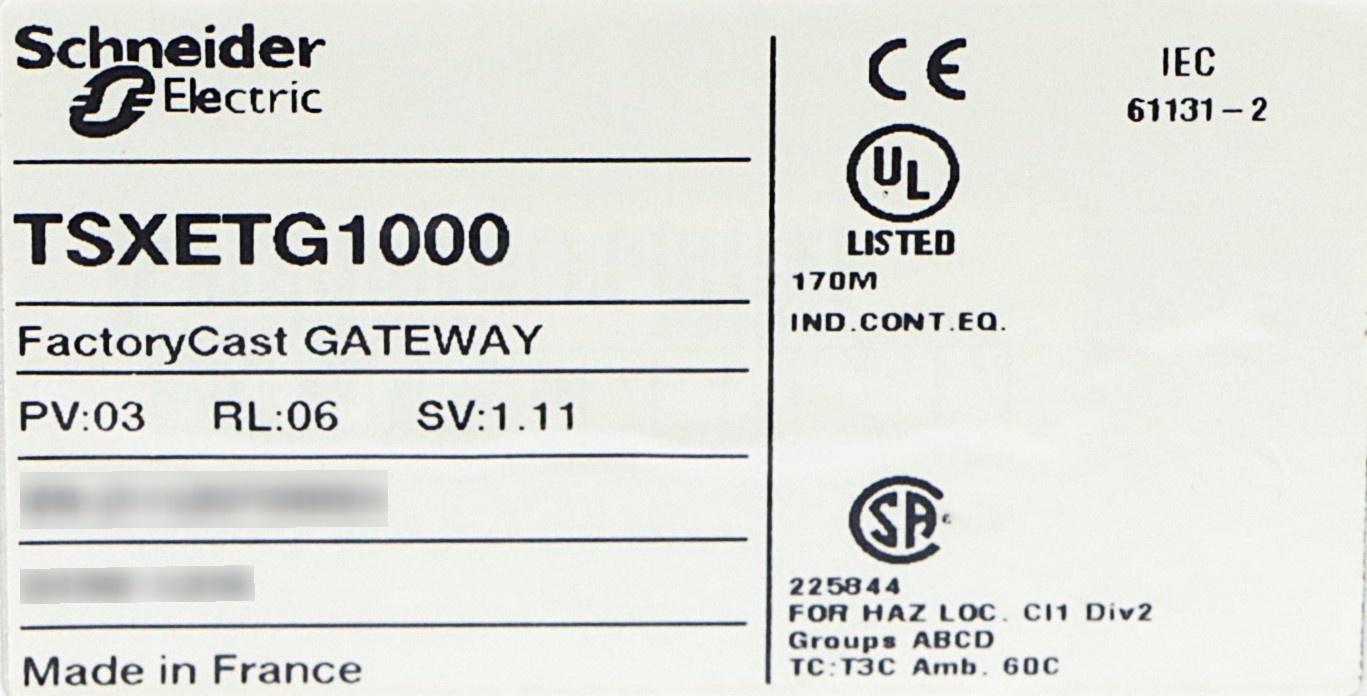 Schneider
Electric
TSXETG1000
FactoryCast GATEWAY
PV:03 RL:06 SV:1.11
Made in France
CE
IEC
61131-2
UL
LISTED
170M
IND.CONT.EQ.
SA
225844
FOR HAZ LOC. Cl1 Div2
Groups ABCD
TC:T3C Amb. 60C